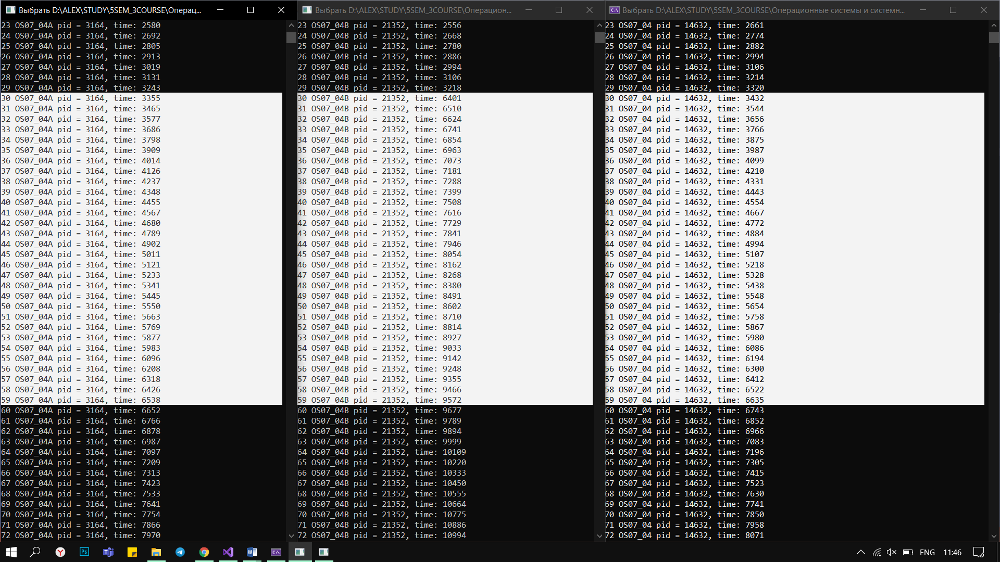 Выбрать D:\ALEX\STUDY\5SEM_3COURSE\Операц...
23 OS07_04A pid = 3164, time: 2580
24 OS07_04A pid = 3164, time: 2692
25 OS07_04A pid = 3164, time: 2805
26 OS07_04A pid = 3164, time: 2913
27 OS07_04A pid = 3164, time: 3019
28 OS07_04A pid = 3164, time: 3131
29 OS07_04A pid = 3164, time: 3243
30 OS07_04A pid = 3164, time: 3355
31 OS07_04A pid = 3164, time: 3465
32 OS07_04A pid = 3164, time: 3577
33 OS07_04A pid = 3164, time: 3686
34 OS07_04A pid = 3164, time: 3798
35 OS07_04A pid = 3164, time: 3909
36 OS07_04A pid = 3164, time: 4014
37 OS07_04A pid = 3164, time: 4126
38 OS07_04A pid = 3164, time: 4237
39 OS07_04A pid = 3164, time: 4348
40 OS07_04A pid = 3164, time: 4455
41 OS07_04A pid = 3164, time: 4567
42 OS07_04A pid = 3164, time: 4680
43 OS07_04A pid = 3164, time: 4789
44 OS07_04A pid = 3164, time: 4902
45 OS07_04A pid = 3164, time: 5011
46 OS07_04A pid = 3164, time: 5121
47 OS07_04A pid = 3164, time: 5233
48 OS07_04A pid = 3164, time: 5341
49 OS07_04A pid = 3164, time: 5445
50 OS07_04A pid = 3164, time: 5550
51 OS07_04A pid = 3164, time: 5663
52 OS07_04A pid = 3164, time: 5769
53 OS07_04A pid = 3164, time: 5877
54 OS07_04A pid = 3164, time: 5983
55 OS07_04A pid = 3164, time: 6096
56 OS07_04A pid = 3164, time: 6208
57 OS07_04A pid = 3164, time: 6318
58 OS07_04A pid = 3164, time: 6426
59 OS07_04A pid = 3164, time: 6538
60 OS07_04A pid = 3164, time: 6652
61 OS07_04A pid = 3164, time: 6766
62 OS07_04A pid = 3164, time: 6878
63 OS07_04A pid = 3164, time: 6987
64 OS07_04A pid = 3164, time: 7097
65 OS07_04A pid = 3164, time: 7209
66 OS07_04A pid = 3164, time: 7313
67 OS07_04A pid = 3164, time: 7423
68 OS07_04A pid = 3164, time: 7533
69 OS07_04A pid = 3164, time: 7641
70 OS07_04A pid = 3164, time: 7754
71 OS07_04A pid = 3164, time: 7866
72 OS07_04A pid = 3164, time: 7970
Выбрать D:\ALEX\STUDY\5SEM_3COURSE\Операцион...
23 OS07_04B pid = 21352, time: 2556
24 OS07_04B pid = 21352, time: 2668
25 OS07_04B pid = 21352, time: 2780
26 OS07_04B pid = 21352, time: 2886
27 OS07_04B pid = 21352, time: 2994
28 OS07_04B pid = 21352, time: 3106
29 OS07_04B pid = 21352, time: 3218
30 OS07_04B pid = 21352, time: 6401
31 OS07_04B pid = 21352, time: 6510
32 OS07_04B pid = 21352, time: 6624
33 OS07_04B pid = 21352, time: 6741
34 OS07_04B pid = 21352, time: 6854
35 OS07_04B pid = 21352, time: 6963
36 OS07_04B pid = 21352, time: 7073
37 OS07_04B pid = 21352, time: 7181
38 OS07_04B pid = 21352, time: 7288
39 OS07_04B pid = 21352, time: 7399
40 OS07_04B pid = 21352, time: 7508
41 OS07_04B pid = 21352, time: 7616
42 OS07_04B pid = 21352, time: 7729
43 OS07_04B pid = 21352, time: 7841
44 OS07_04B pid = 21352, time: 7946
45 OS07_04B pid = 21352, time: 8054
46 OS07_04B pid = 21352, time: 8162
47 OS07_04B pid = 21352, time: 8268
48 OS07_04B pid = 21352, time: 8380
49 OS07_04B pid = 21352, time: 8491
50 OS07_04B pid = 21352, time: 8602
51 OS07_04B pid = 21352, time: 8710
52 OS07_04B pid = 21352, time: 8814
53 OS07_04B pid = 21352, time: 8927
54 OS07_04B pid = 21352, time: 9033
55 OS07_04B pid = 21352, time: 9142
56 OS07_04B pid = 21352, time: 9248
57 OS07_04B pid = 21352, time: 9355
58 OS07_04B pid = 21352, time: 9466
59 OS07_04B pid = 21352, time: 9572
60 OS07_04B pid = 21352, time: 9677
61 OS07_04B pid = 21352, time: 9789
62 OS07_04B pid = 21352, time: 9894
63 OS07_04B pid = 21352, time: 9999
64 OS07_04B pid = 21352, time: 10109
65 OS07_04B pid = 21352, time: 10220
66 OS07_04B pid = 21352, time: 10333
67 OS07_04B pid = 21352, time: 10450
68 OS07_04B pid = 21352, time: 10555
69 OS07_04B pid = 21352, time: 10664
70 OS07_04B pid = 21352, time: 10775
71 OS07_04B pid = 21352, time: 10886
72 OS07_04B pid = 21352, time: 10994
Выбрать D:\ALEX\STUDY\5SEM_3COURSE\Операционные системы и системн...
23 OS07_04 pid = 14632, time: 2661
24 OS07_04 pid = 14632, time: 2774
25 OS07_04 pid = 14632, time: 2882
26 OS07_04 pid = 14632, time: 2994
27 OS07_04 pid = 14632, time: 3106
28 OS07_04 pid = 14632, time: 3214
29 OS07_04 pid = 14632, time: 3320
30 OS07_04 pid = 14632, time: 3432
31 OS07_04 pid = 14632, time: 3544
32 OS07_04 pid = 14632, time: 3656
33 OS07_04 pid = 14632, time: 3766
34 OS07_04 pid = 14632, time: 3875
35 OS07_04 pid = 14632, time: 3987
36 OS07_04 pid = 14632, time: 4099
37 OS07_04 pid = 14632, time: 4210
38 OS07_04 pid = 14632, time: 4331
39 OS07_04 pid = 14632, time: 4443
40 OS07_04 pid = 14632, time: 4554
41 OS07_04 pid = 14632, time: 4667
42 OS07_04 pid = 14632, time: 4772
43 OS07_04 pid = 14632, time: 4884
44 OS07_04 pid = 14632, time: 4994
45 OS07_04 pid = 14632, time: 5107
46 OS07_04 pid = 14632, time: 5218
47 OS07_04 pid = 14632, time: 5328
48 OS07_04 pid = 14632, time: 5438
49 OS07_04 pid = 14632, time: 5548
50 OS07_04 pid = 14632, time: 5654
51 OS07_04 pid = 14632, time: 5758
52 OS07_04 pid = 14632, time: 5867
53 OS07_04 pid = 14632, time: 5980
54 OS07_04 pid = 14632, time: 6086
55 OS07_04 pid = 14632, time: 6194
56 OS07_04 pid = 14632, time: 6300
57 OS07_04 pid = 14632, time: 6412
58 OS07_04 pid = 14632, time: 6522
59 OS07_04 pid = 14632, time: 6635
60 OS07_04 pid = 14632, time: 6743
61 OS07_04 pid = 14632, time: 6852
62 OS07_04 pid = 14632, time: 6966
63 OS07_04 pid = 14632, time: 7083
64 OS07_04 pid = 14632, time: 7196
65 OS07_04 pid = 14632, time: 7305
66 OS07_04 pid = 14632, time: 7415
67 OS07_04 pid = 14632, time: 7523
68 OS07_04 pid = 14632, time: 7630
69 OS07_04 pid = 14632, time: 7741
70 OS07_04 pid = 14632, time: 7850
71 OS07_04 pid = 14632, time: 7958
72 OS07_04 pid = 14632, time: 8071
ENG 11:46